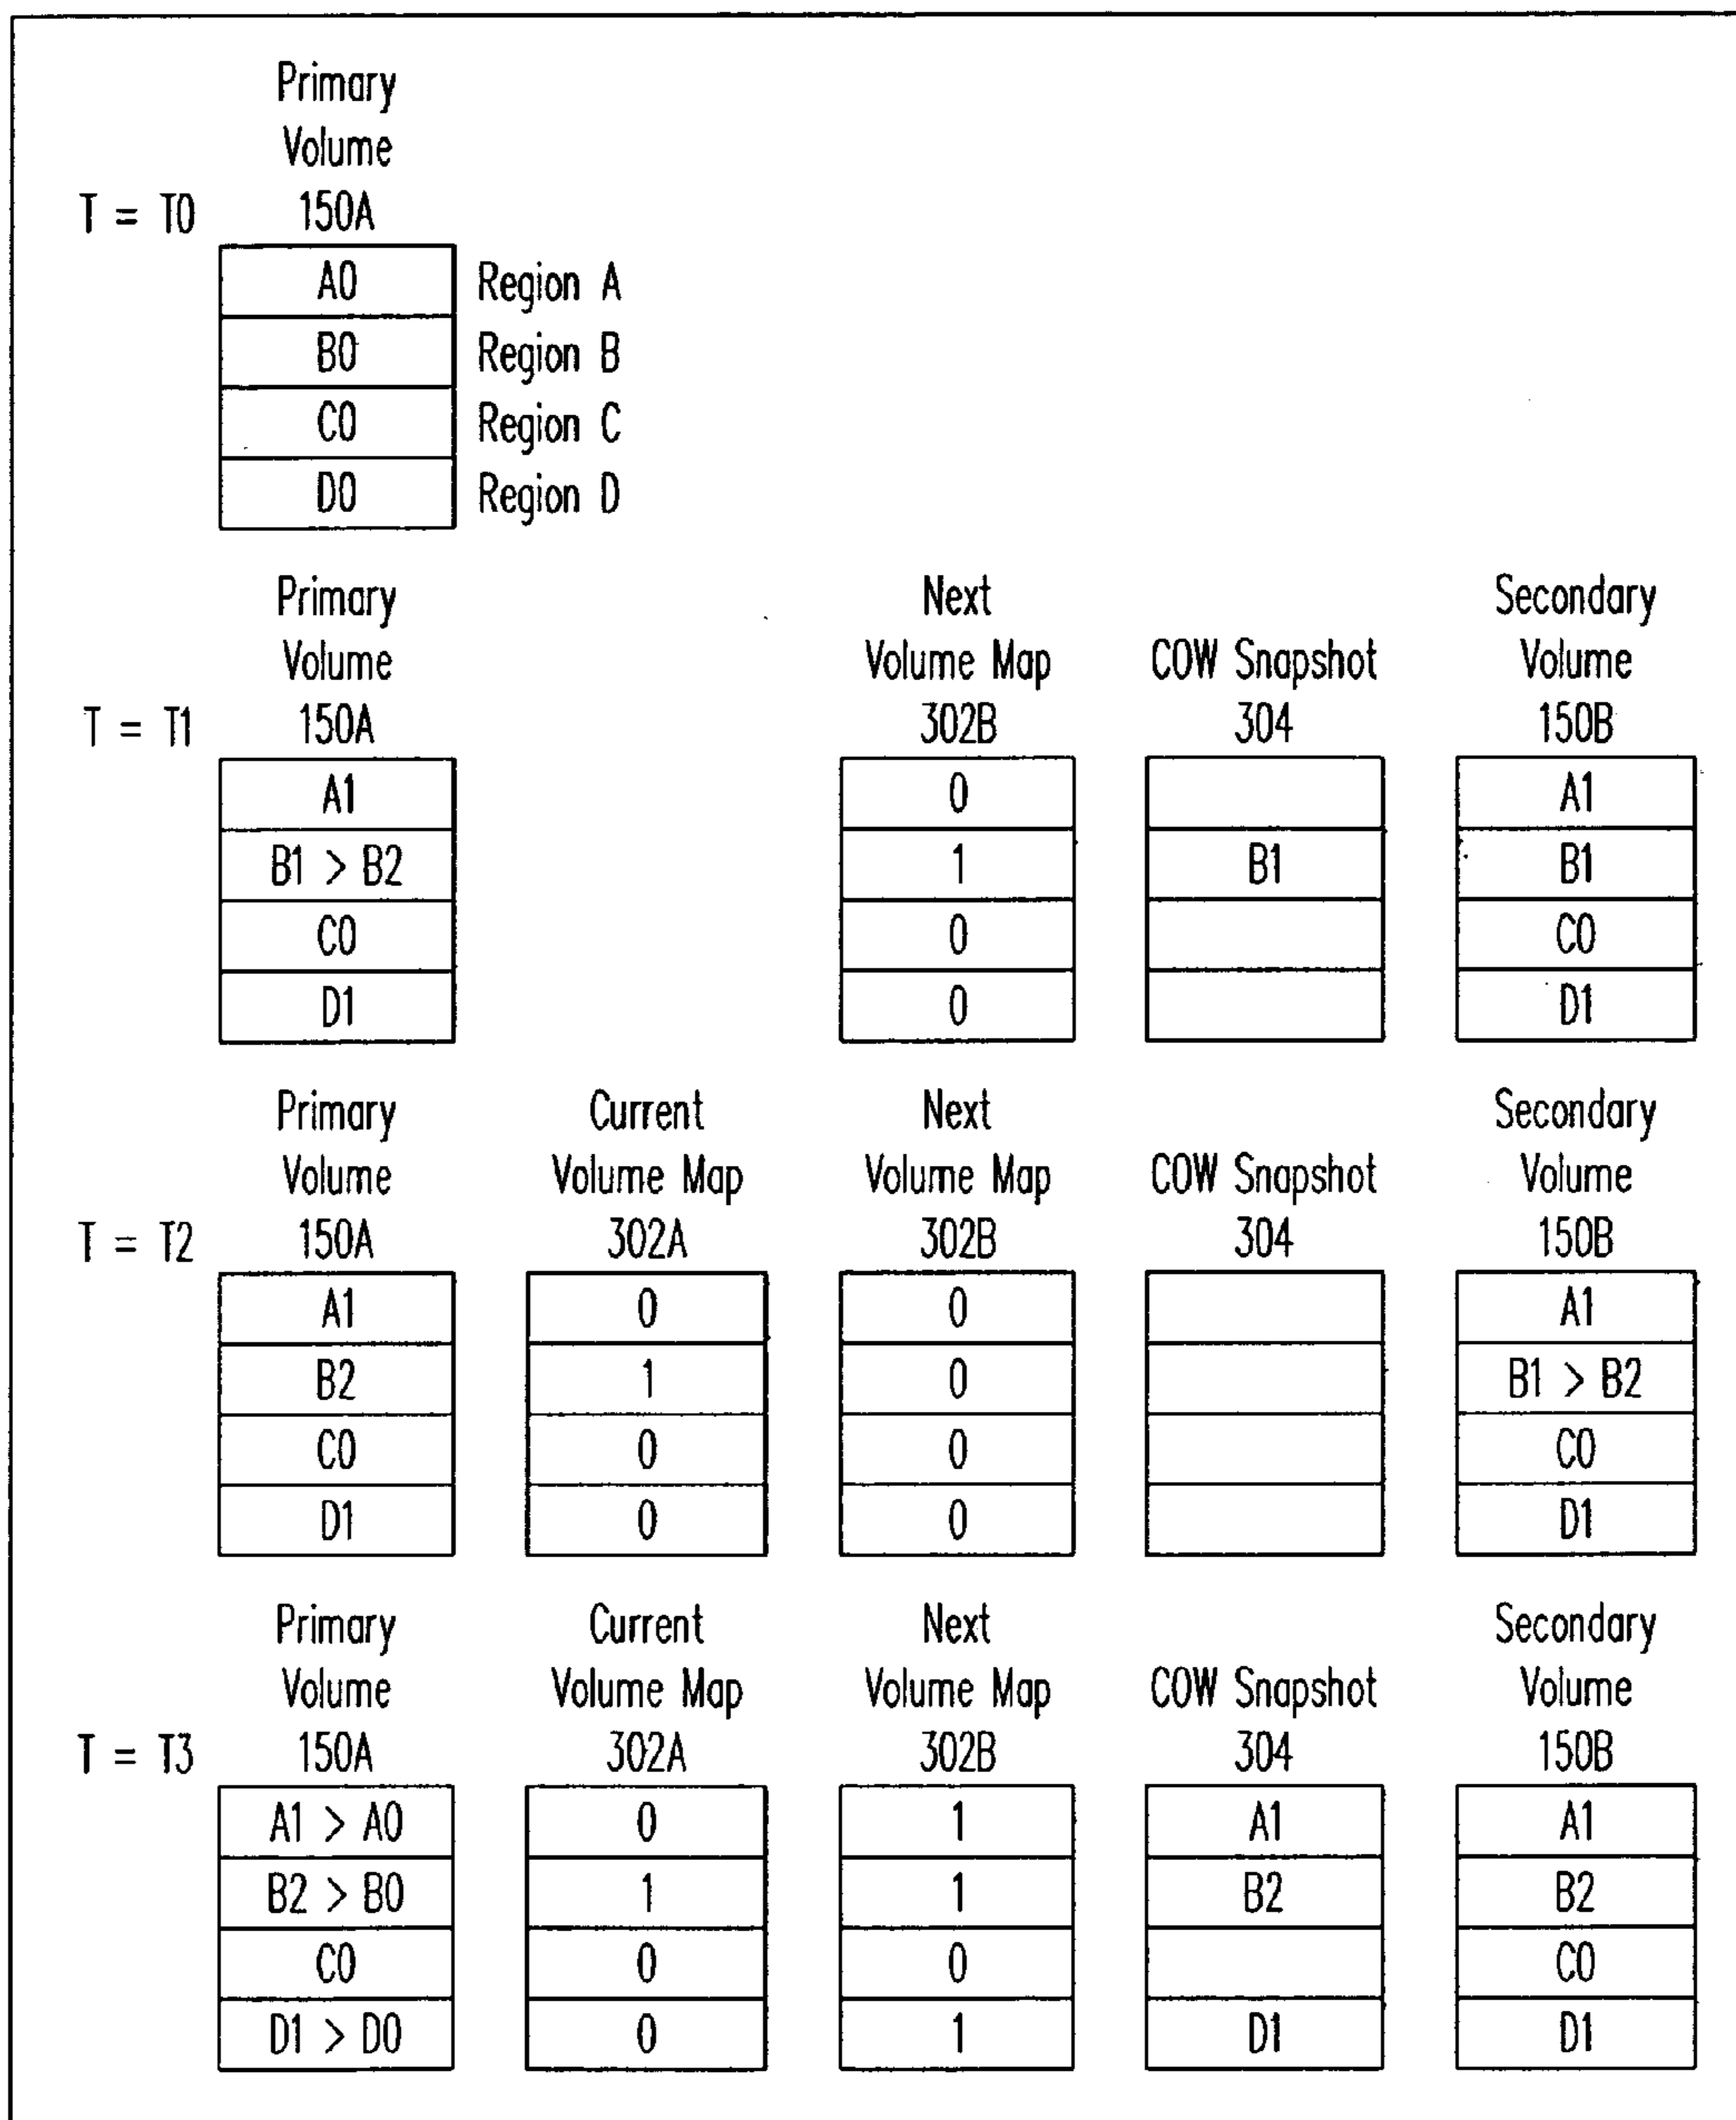 Primary
Volume
T = T0 150A
A0 Region A
B0 Region B
C0 Region C
D0 Region D
Primary Next Secondary
Volume Volume Map COW Snapshot Volume
T = T1 150A 302B 304 150B
A1 0 A1
B1 > B2 1 B1 B1
C0 0 C0
D1 0 D1
Primary Current Next Secondary
Volume Volume Map Volume Map COW Snapshot Volume
T = T2 150A 302A 302B 304 150B
A1 0 0 A1
B2 1 0 B1 > B2
C0 0 0 C0
D1 0 0 D1
Primary Current Next Secondary
Volume Volume Map Volume Map COW Snapshot Volume
T = T3 150A 302A 302B 304 150B
A1 > A0 0 1 A1 A1
B2 > B0 1 1 B2 B2
C0 0 0 C0
D1 > D0 0 1 D1 D1